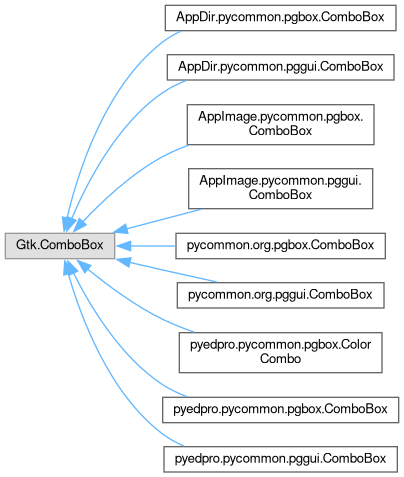 AppDir.pycommon.pgbox.ComboBox
AppDir.pycommon.pggui.ComboBox
AppImage.pycommon.pgbox.
ComboBox
AppImage.pycommon.pggui.
ComboBox
Gtk.ComboBox
pycommon.org.pgbox.ComboBox
pycommon.org.pggui.ComboBox
pyedpro.pycommon.pgbox.Color
Combo
pyedpro.pycommon.pgbox.ComboBox
pyedpro.pycommon.pggui.ComboBox